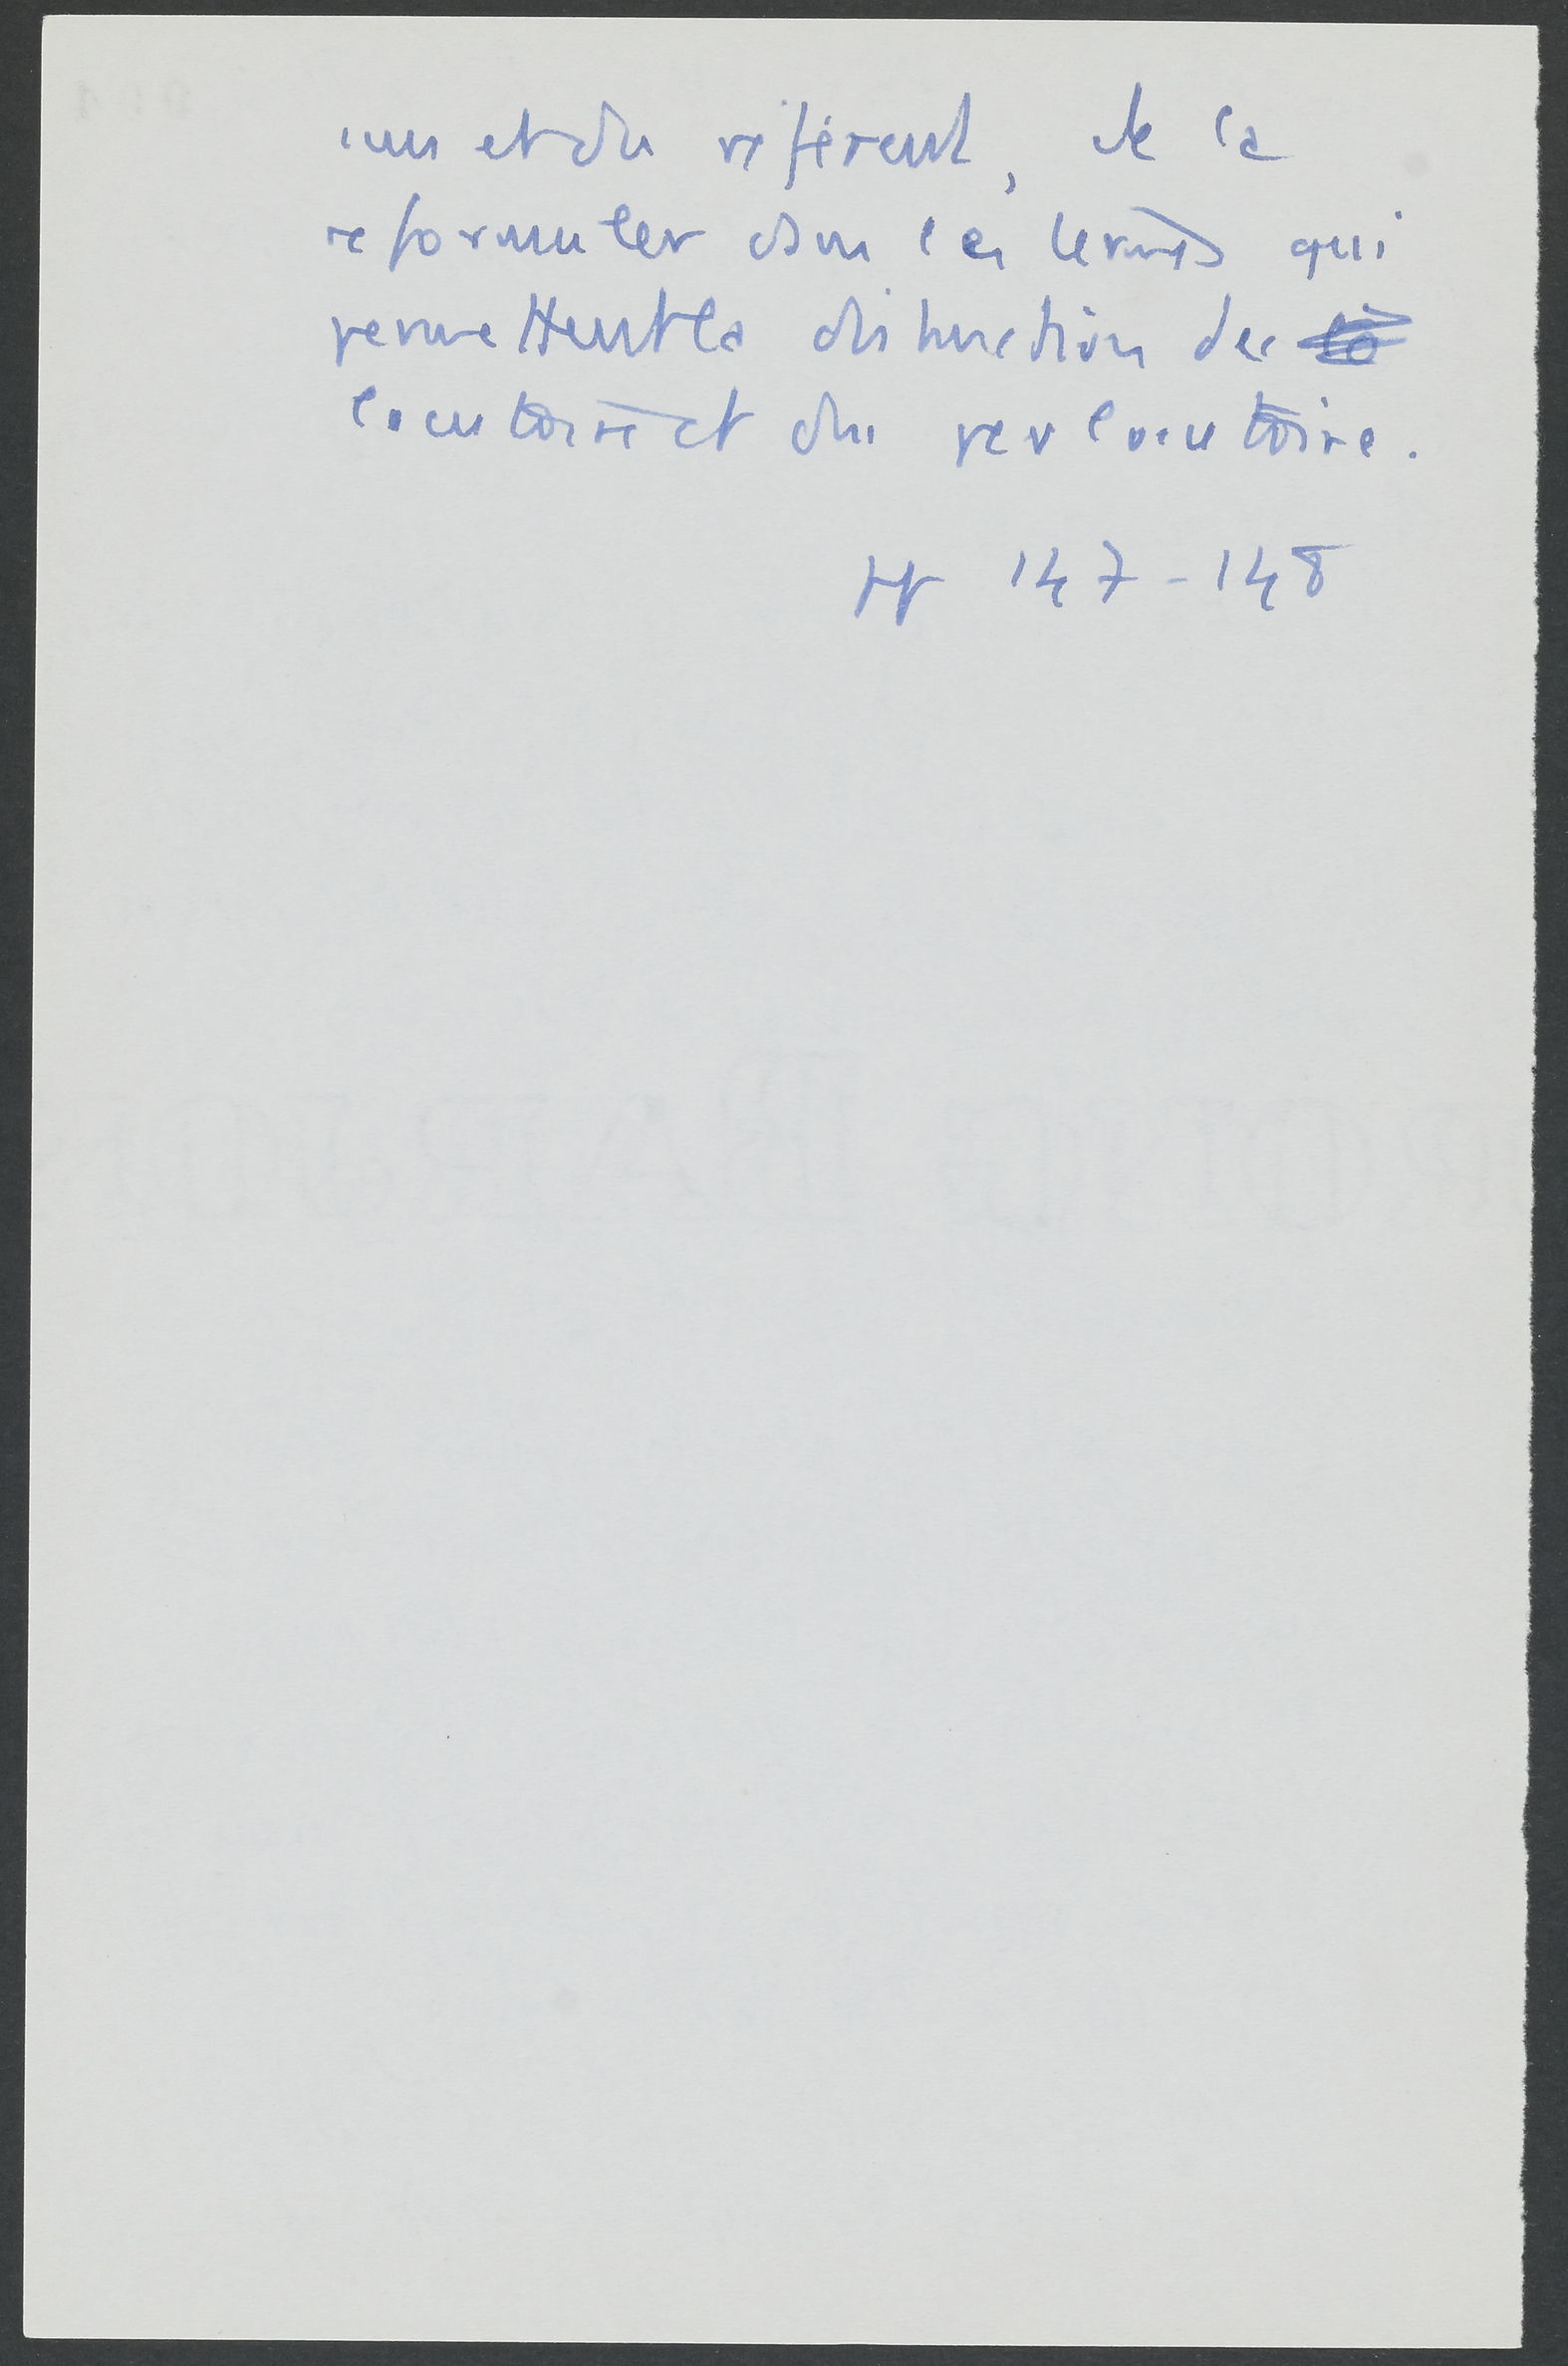 sens et du référent, de la
reformuler dans les termes qui
permettent la distinction des
locutoire et du perlocutoire.
pp 147-148